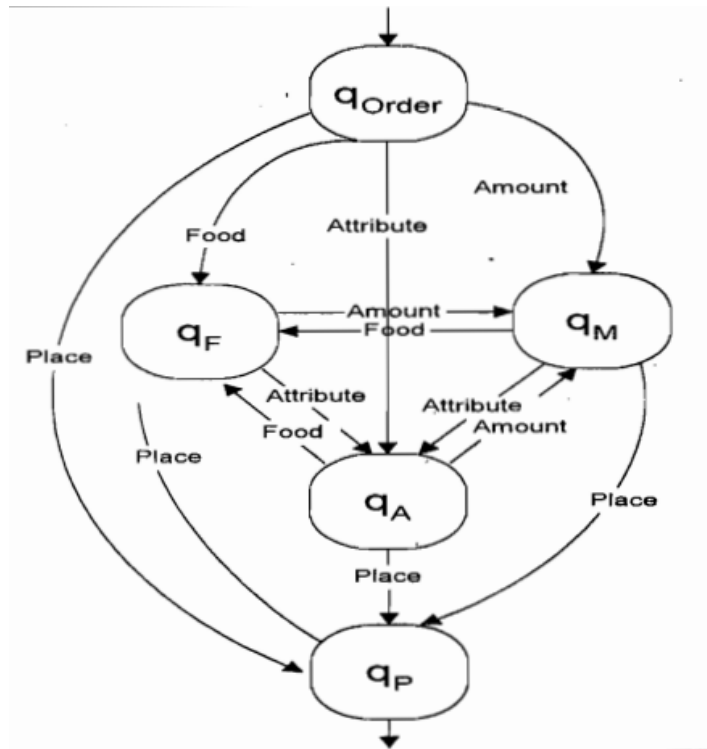 qOrder
Amount
Attribute
Food
Amount
qF
qM
Food
Place
Attribute
Attribute
Food
Amount
Place
Place
qA
Place
qP